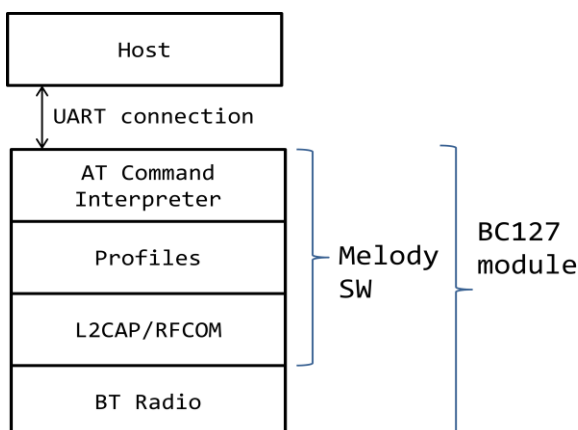 Host
UART connection
AT Command
Interpreter
Profiles
L2CAP/RFCOM
BT Radio
Melody
SW
BC127
module